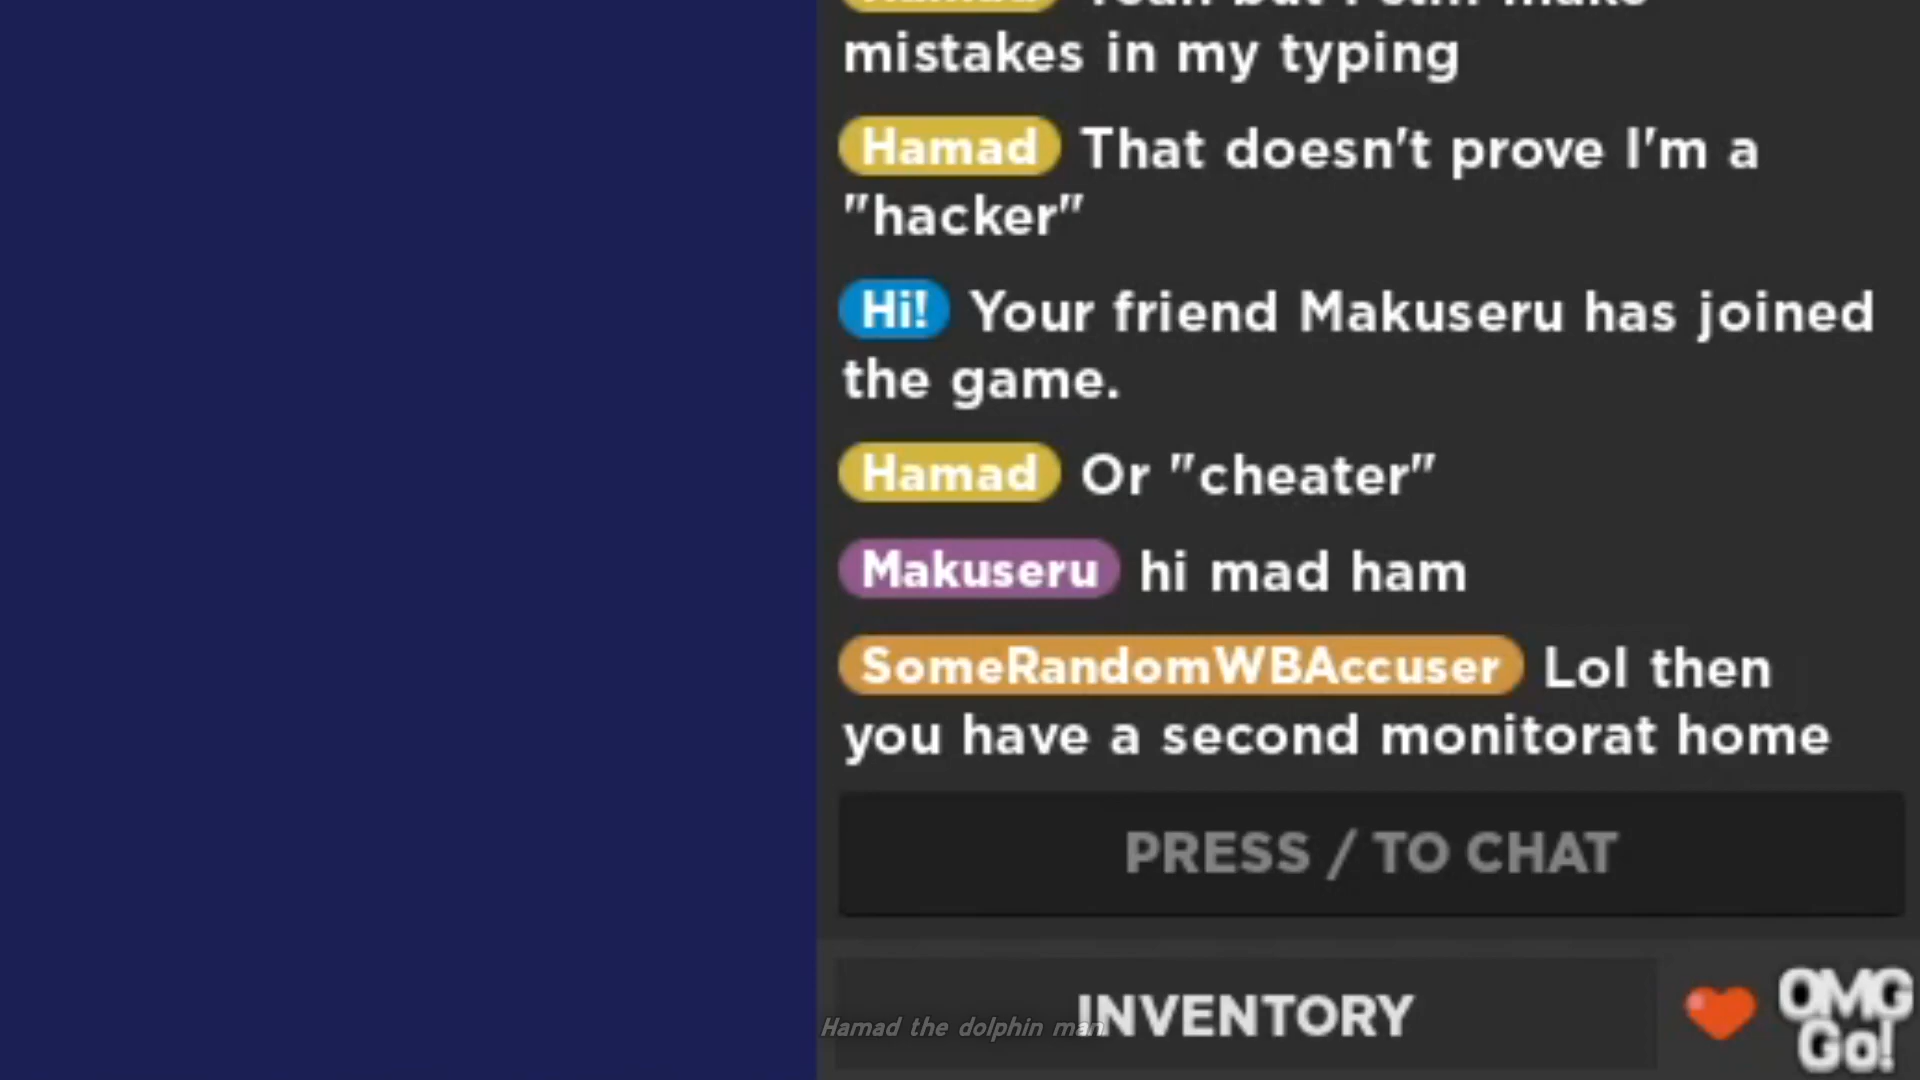 mistakes in my typing
Hamad That doesn't prove I'm a
"hacker"
Hi! Your friend Makuseru has joined
the game.
Hamad Or "cheater"
Makuseru hi mad ham
SomeRandomWBAccuser Lol then
you have a second monitorat home
PRESS / TO CHAT
INVENTORY
OMG
Go!
Hamad the dolphin man